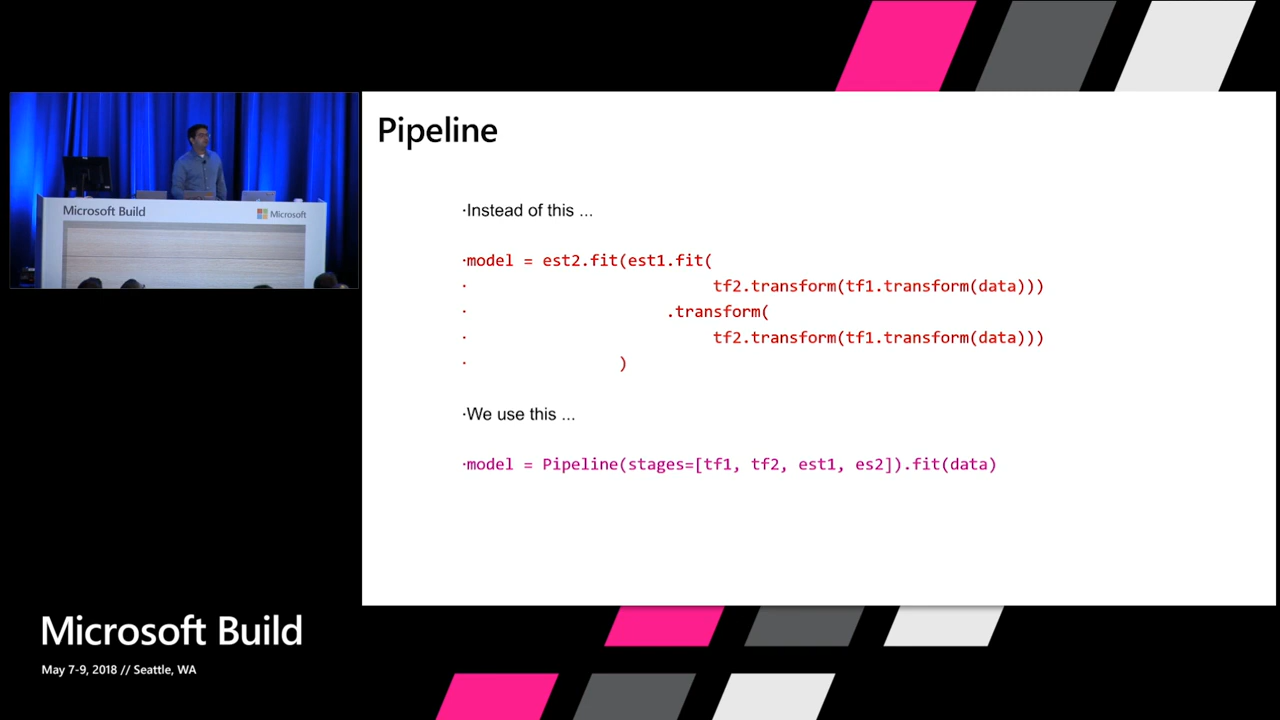 Pipeline
·Instead of this ...
·model = est2.fit(est1.fit(
· tf2.transform(tf1.transform(data)))
· .transform(
· tf2.transform(tf1.transform(data)))
· )
·We use this ...
·model = Pipeline(stages=[tf1, tf2, est1, es2]).fit(data)
Microsoft Build
Microsoft
Microsoft Build
May 7-9, 2018 // Seattle, WA